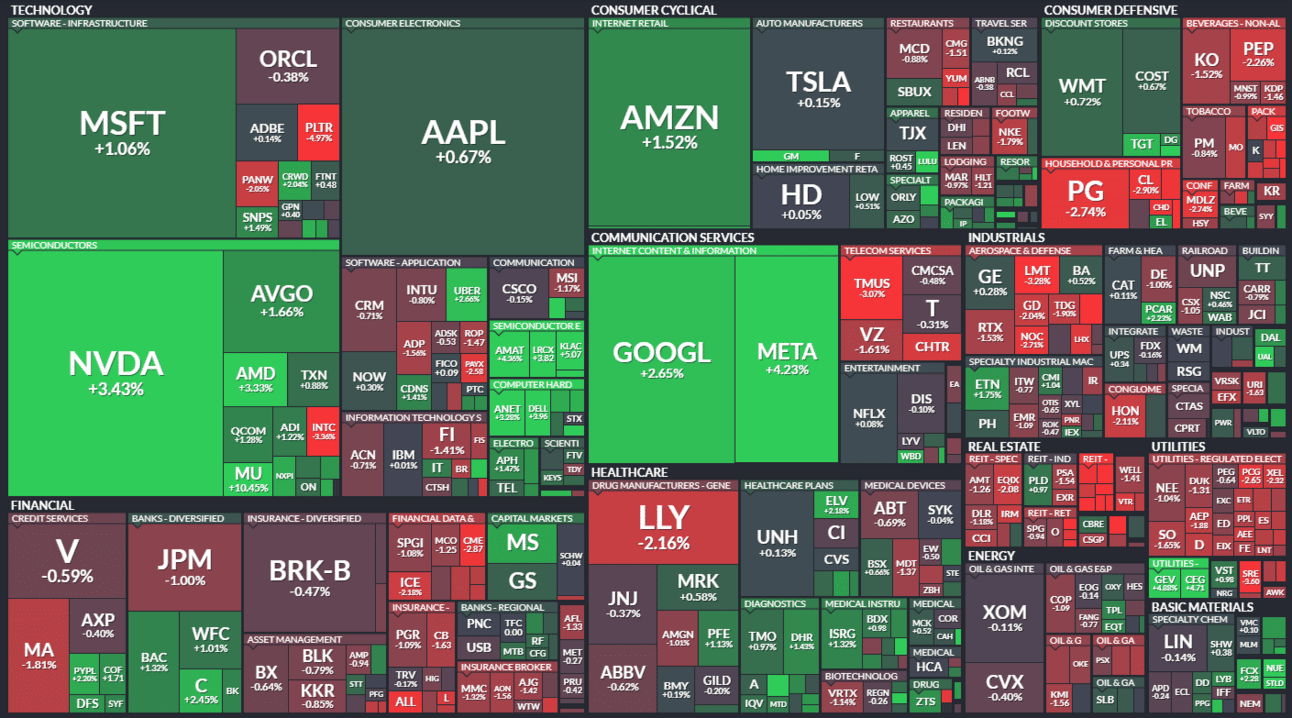 TECHNOLOGY
SOFTWARE - INFRASTRUCTURE
MSFT
+1.06%
ORCL
-0.38%
ADBE
+0.14%
PLTR
-4.97%
PANW
-2.05%
CRWD
+2.04%
FTNT
+0.48
SNPS
+1.49%
GPN
+0.40
CONSUMER ELECTRONICS
AAPL
+0.67%
SEMICONDUCTORS
NVDA
+3.43%
AVGO
+1.66%
AMD
+3.33%
TXN
+0.88%
QCOM
+1.28%
ADI
+1.22%
INTC
-3.36%
MU
+10.45%
NXPI
ON
SOFTWARE - APPLICATION
CRM
-0.71%
INTU
-0.80%
UBER
+2.66%
ADP
-1.56%
ADSK
-0.53
ROP
-1.47
FICO
+0.09
PAYX
-2.58
NOW
+0.30%
CDNS
+1.41%
PTC
INFORMATION TECHNOLOGY S
ACN
-0.71%
IBM
+0.01%
FI
-1.41%
FIS
IT
BR
CTSH
COMMUNICATION
CSCO
-0.15%
MSI
-1.17%
SEMICONDUCTOR E
AMAT
+4.36%
LRCX
+3.82
KLAC
+5.07
COMPUTER HARD
ANET
+3.28%
DELL
+3.96
STX
ELECTRO
APH
+1.47%
TEL
SCIENTI
FTV
TDY
KEYS
CONSUMER CYCLICAL
INTERNET RETAIL
AMZN
+1.52%
AUTO MANUFACTURERS
TSLA
+0.15%
GM
F
HOME IMPROVEMENT RETA
HD
+0.05%
LOW
+0.51%
RESTAURANTS
MCD
-0.88%
CMG
-1.51
YUM
SBUX
TRAVEL SER
BKNG
+0.12%
ABNB
-0.38
RCL
CCL
APPAREL
TJX
ROST
+0.45
LULU
RESIDEN
DHI
LEN
FOOTW
NKE
-1.79%
LODGING
MAR
-0.97%
HLT
-1.21
RESOR
SPECIALT
ORLY
AZO
PACKAGI
IP
CONSUMER DEFENSIVE
DISCOUNT STORES
WMT
+0.72%
COST
+0.67%
TGT
DG
BEVERAGES - NON-AL
KO
-1.52%
PEP
-2.26%
MNST
-0.99%
KDP
-1.46
HOUSEHOLD & PERSONAL PR
PG
-2.74%
CL
-2.90%
CHD
EL
TOBACCO
PM
-0.84%
MO
PACK
GIS
K
CONF
MDLZ
-2.74%
HSY
FARM
BEVE
KR
SYY
COMMUNICATION SERVICES
INTERNET CONTENT & INFORMATION
GOOGL
+2.65%
META
+4.23%
TELECOM SERVICES
TMUS
-3.07%
CMCSA
-0.48%
VZ
-1.61%
T
-0.31%
CHTR
ENTERTAINMENT
NFLX
+0.08%
DIS
-0.10%
LYV
WBD
EA
INDUSTRIALS
AEROSPACE & DEFENSE
GE
+0.28%
LMT
-3.28%
BA
+0.52%
RTX
-1.53%
GD
-2.04%
TDG
-1.90%
NOC
-2.71%
LHX
FARM & HEA
CAT
+0.11%
DE
-1.00%
PCAR
+2.23%
RAILROAD
UNP
CSX
-1.05
NSC
+0.46%
WAB
BUILDIN
TT
CARR
-0.79%
JCI
SPECIALTY INDUSTRIAL MAC
ETN
+1.75%
ITW
-0.77
CMI
+1.04
IR
PH
EMR
-1.09
OTIS
-0.65
XYL
ROK
-0.47
PNR
IEX
INTEGRATE
UPS
+0.34
FDX
-0.16%
WASTE
WM
RSG
INDUST
DAL
UAL
CONGLOME
HON
-2.11%
SPECIA
CTAS
CPRT
VRSK
EFX
URI
-1.63
PWR
VLTO
HEALTHCARE
DRUG MANUFACTURERS - GENE
LLY
-2.16%
JNJ
-0.37%
MRK
+0.58%
ABBV
-0.62%
AMGN
-1.01%
PFE
+1.13%
BMY
+0.19%
GILD
-0.20%
HEALTHCARE PLANS
UNH
+0.13%
ELV
+2.18%
CI
CVS
MEDICAL DEVICES
ABT
-0.69%
SYK
-0.04%
BSX
+0.66%
MDT
-1.37
EW
-0.50
STE
ZBH
DIAGNOSTICS
TMO
+0.97%
DHR
+1.43%
A
IQV
MTD
MEDICAL INSTRU
ISRG
+1.32%
BDX
+0.98
MEDICAL
MCK
+0.52
COR
CAH
MEDICAL
HCA
BIOTECHNOLOG
VRTX
-1.14%
REGN
-0.26
DRUG
ZTS
REAL ESTATE
REIT - SPEC
AMT
-1.26
EQIX
-2.08
DLR
-1.18%
IRM
CCI
REIT - IND
PLD
+0.97
PSA
-1.54
EXR
REIT -
WELL
-1.41
VTR
REIT - RET
SPG
-0.94
O
CBRE
CSGP
UTILITIES
UTILITIES - REGULATED ELECT
NEE
-1.04%
DUK
-1.31
PEG
-0.64
PCG
-2.65
XEL
-2.32
EXC
ETR
SO
-1.65%
AEP
-1.88
ED
PPL
ES
D
EIX
AEE
FE
LNT
UTILITIES -
GEV
+4.88%
CEG
+4.71
VST
+0.98
NRG
SRE
-3.60
AWK
ENERGY
OIL & GAS INTE
XOM
-0.11%
CVX
-0.40%
OIL & GAS E&P
COP
-1.09
EOG
-0.14
OXY
HES
FANG
-0.77
TPL
EQT
OIL & G
OKE
KMI
-1.56
OIL & GA
PSX
OIL & GA
SLB
BASIC MATERIALS
SPECIALTY CHEM
LIN
-0.14%
SHW
+0.38
APD
-0.24
ECL
DD
LYB
PPG
IFF
VMC
+0.10
MLM
FCX
+2.28
NUE
STLD
NEM
FINANCIAL
CREDIT SERVICES
V
-0.59%
MA
-1.81%
AXP
-0.40%
PYPL
+2.20%
COF
+1.71
DFS
SYF
BANKS - DIVERSIFIED
JPM
-1.00%
BAC
+1.32%
WFC
+1.01%
C
+2.45%
BK
INSURANCE - DIVERSIFIED
BRK-B
-0.47%
ASSET MANAGEMENT
BX
-0.64%
BLK
-0.79%
AMP
-0.94
KKR
-0.85%
STT
PFG
FINANCIAL DATA &
SPGI
-1.08%
MCO
-1.25
CME
-2.87
ICE
-2.18%
CAPITAL MARKETS
MS
GS
SCHW
+0.04
INSURANCE -
PGR
-1.09%
CB
-1.63
TRV
-0.17%
HIG
ALL
L
BANKS - REGIONAL
PNC
TFC
0.00
USB
MTB
RF
CFG
AFL
-1.33
MET
-0.27
PRU
-0.42
INSURANCE BROKER
MMC
-1.32%
AON
-1.56
AJG
-1.42
WTW